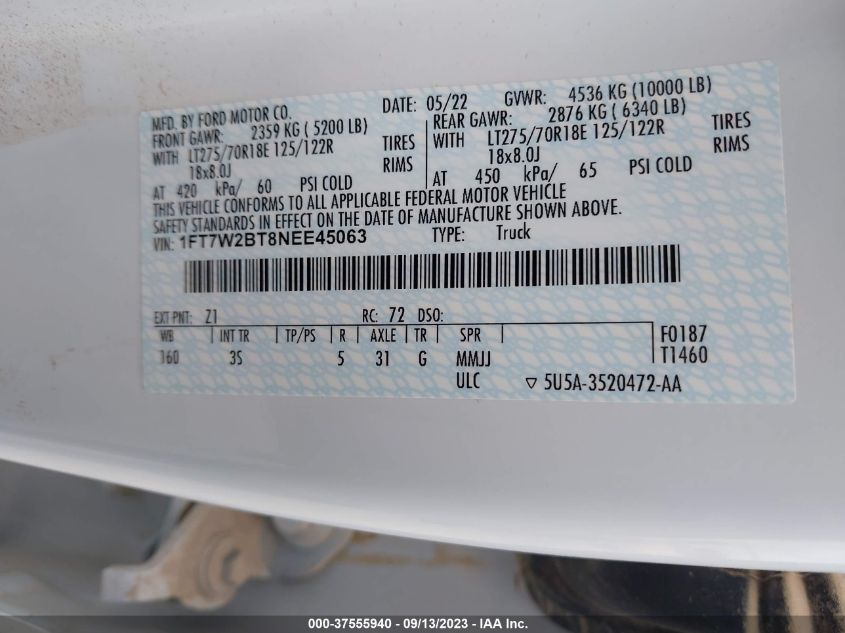 MFD. BY FORD MOTOR CO.
DATE: 05/22
GVWR: 4536 KG (10000 LB)
FRONT GAWR: 2359 KG ( 5200 LB)
WITH LT275/70R18E 125/122R TIRES
18x8.0J RIMS
AT 420 kPa/ 60 PSI COLD
REAR GAWR: 2876 KG ( 6340 LB)
WITH LT275/70R18E 125/122R TIRES
18x8.0J RIMS
AT 450 kPa/ 65 PSI COLD
THIS VEHICLE CONFORMS TO ALL APPLICABLE FEDERAL MOTOR VEHICLE
SAFETY STANDARDS IN EFFECT ON THE DATE OF MANUFACTURE SHOWN ABOVE.
VIN: 1FT7W2BT8NEE45063 TYPE: Truck
EXT PNT: Z1 RC: 72 DSO:
WB INT TR TP/PS R AXLE TR SPR F0187
160 3S 5 31 G MMJJ T1460
ULC 5U5A-3520472-AA
000-37555940 - 09/13/2023 - IAA Inc.